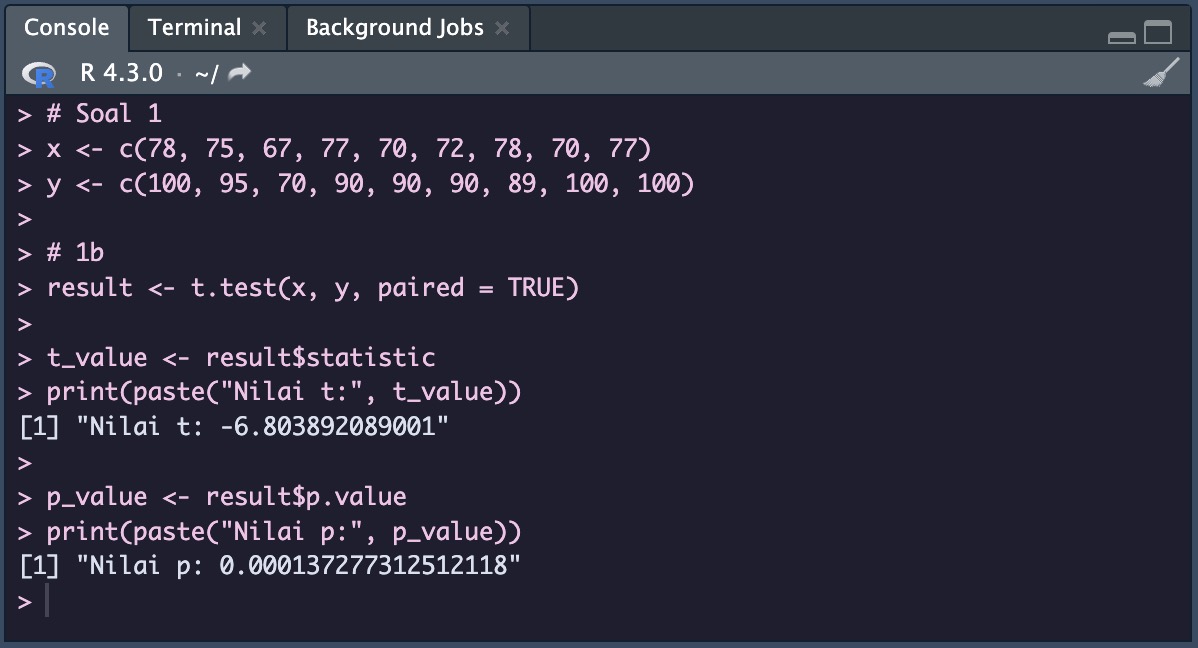 Console Terminal Background Jobs
R R 4.3.0 · ~/
> # Soal 1
> x <- c(78, 75, 67, 77, 70, 72, 78, 70, 77)
> y <- c(100, 95, 70, 90, 90, 90, 89, 100, 100)
>
> # 1b
> result <- t.test(x, y, paired = TRUE)
>
> t_value <- result$statistic
> print(paste("Nilai t:", t_value))
[1] "Nilai t: -6.803892089001"
>
> p_value <- result$p.value
> print(paste("Nilai p:", p_value))
[1] "Nilai p: 0.000137277312512118"
>